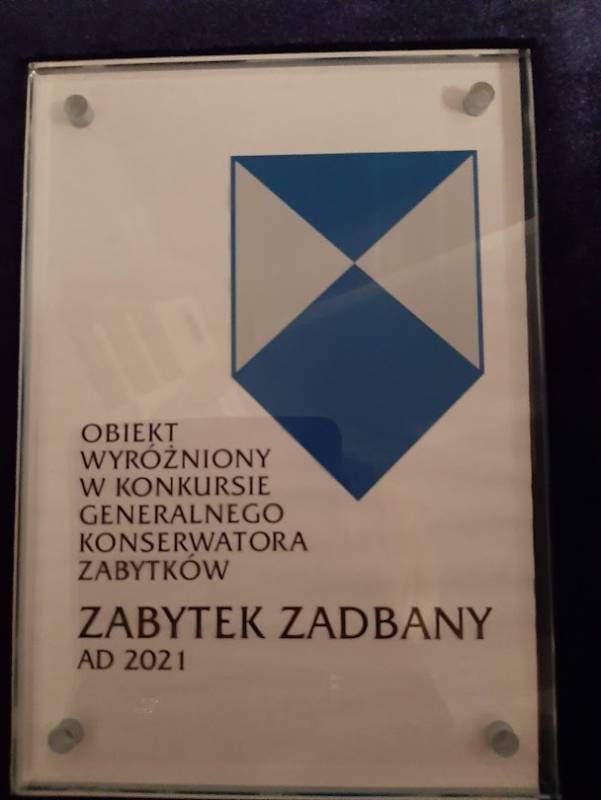 OBIEKT
WYRÓŻNIONY
W KONKURSIE
GENERALNEGO
KONSERWATORA
ZABYTKÓW
ZABYTEK ZADBANY
AD 2021